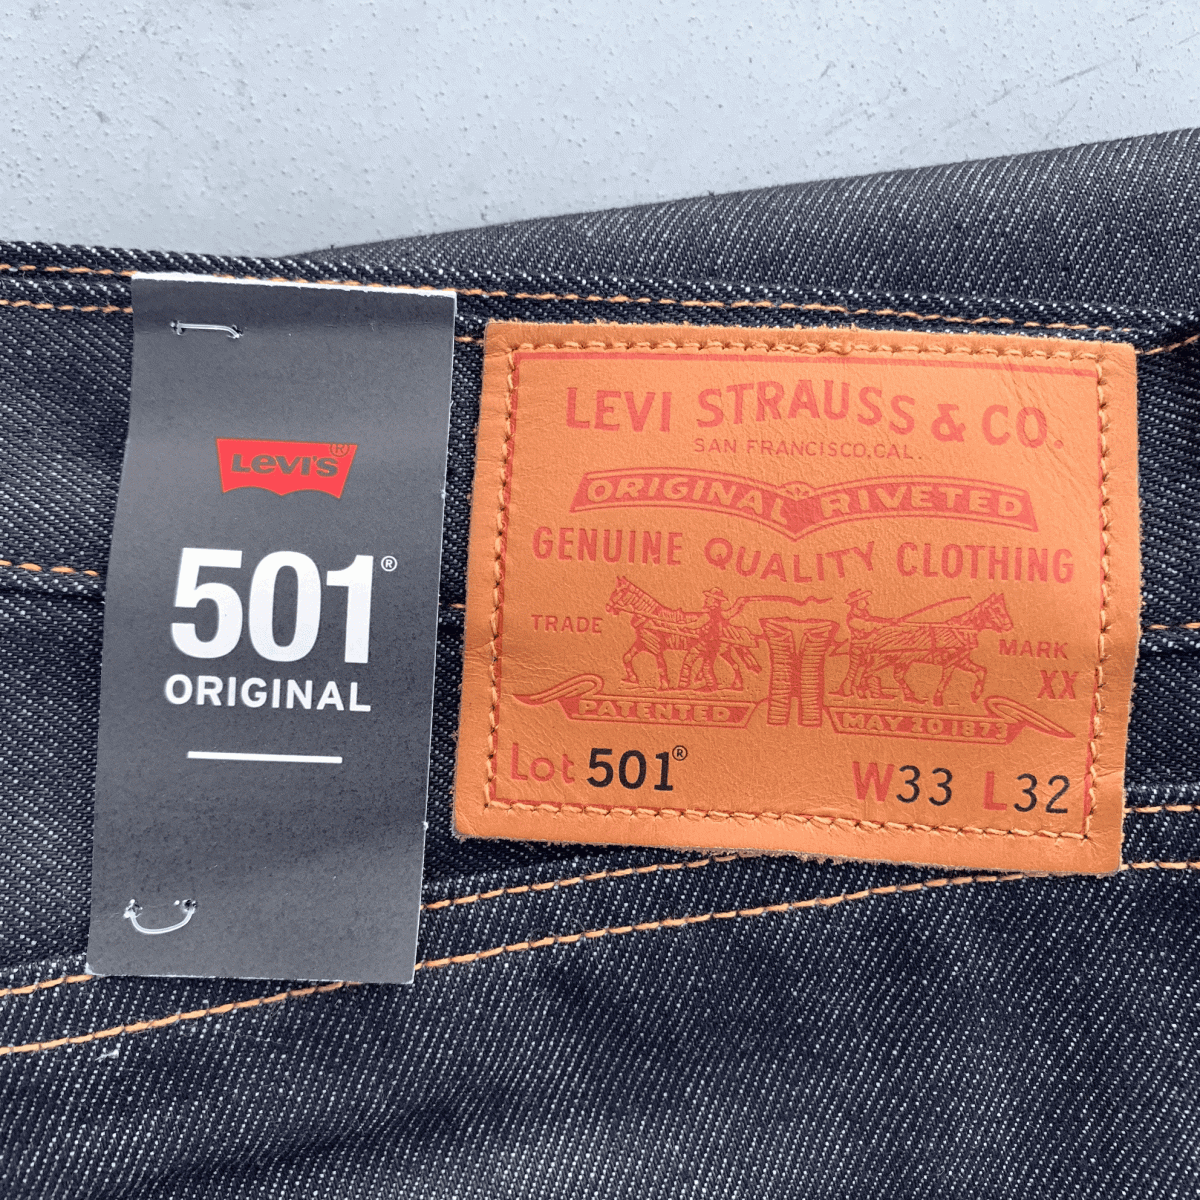 LEVI'S®
501®
ORIGINAL
LEVI STRAUSS & CO.
SAN FRANCISCO, CAL.
ORIGINAL RIVETED
GENUINE QUALITY CLOTHING
TRADE MARK
XX
PATENTED MAY 20 1873
Lot 501® W33 L32